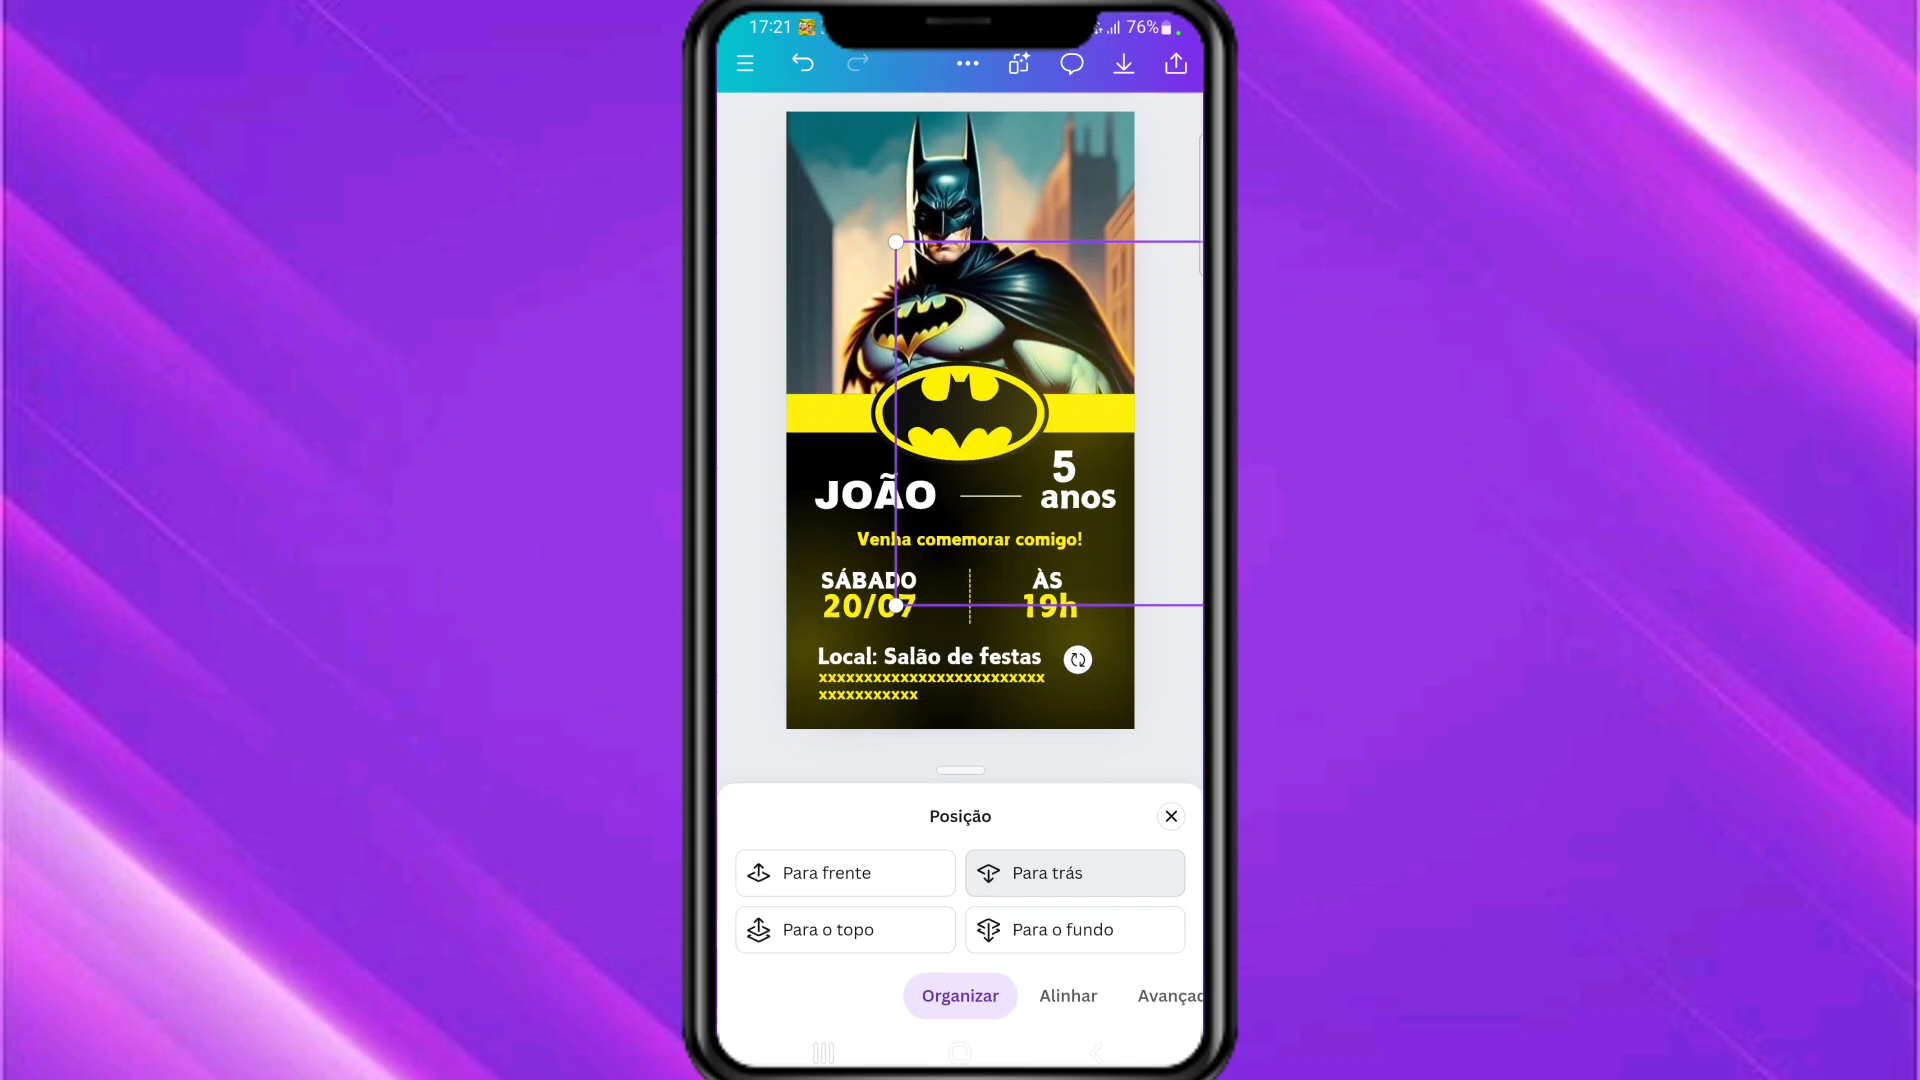 17:21
76%
JOÃO
5
anos
Venha comemorar comigo!
SÁBADO
20/07
ÀS
19h
Local: Salão de festas
xxxxxxxxxxxxxxxxxxxxxxxxx
xxxxxxxxxxx
Posição
Para frente
Para trás
Para o topo
Para o fundo
Organizar
Alinhar
Avançad